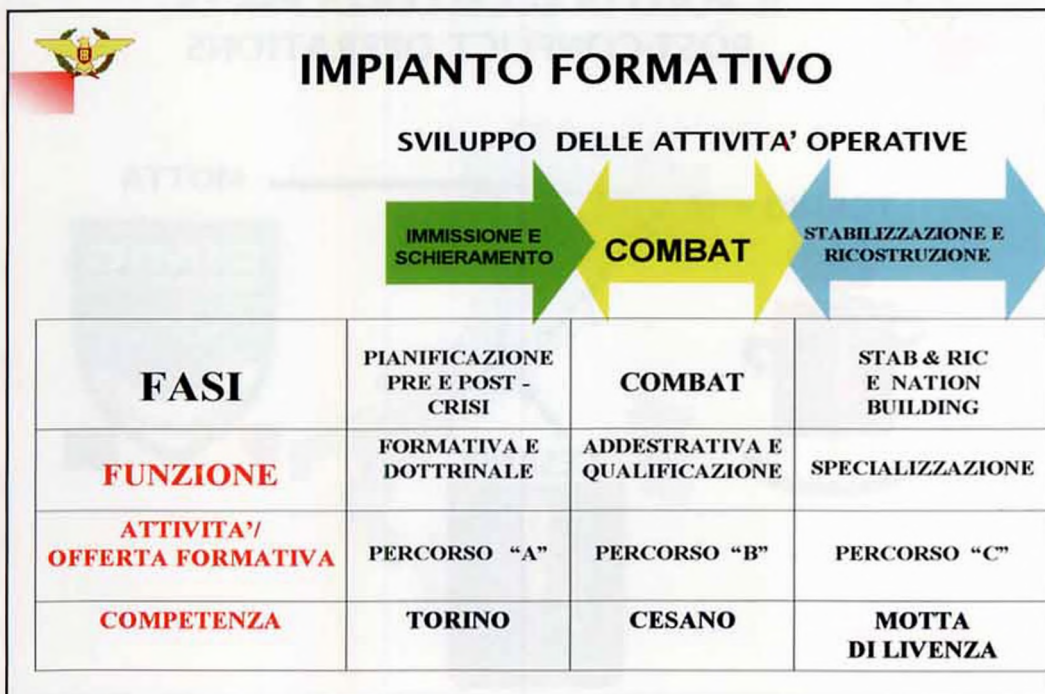 IMPIANTO FORMATIVO
SVILUPPO DELLE ATTIVITA' OPERATIVE
IMMISSIONE E
SCHIERAMENTO
COMBAT
STABILIZZAZIONE E
RICOSTRUZIONE
FASI
PIANIFICAZIONE
PRE E POST -
CRISI
COMBAT
STAB & RIC
E NATION
BUILDING
FUNZIONE
FORMATIVA E
DOTTRINALE
ADDESTRATIVA E
QUALIFICAZIONE
SPECIALIZZAZIONE
ATTIVITA'/
OFFERTA FORMATIVA
PERCORSO “A”
PERCORSO “B”
PERCORSO “C”
COMPETENZA
TORINO
CESANO
MOTTA
DI LIVENZA